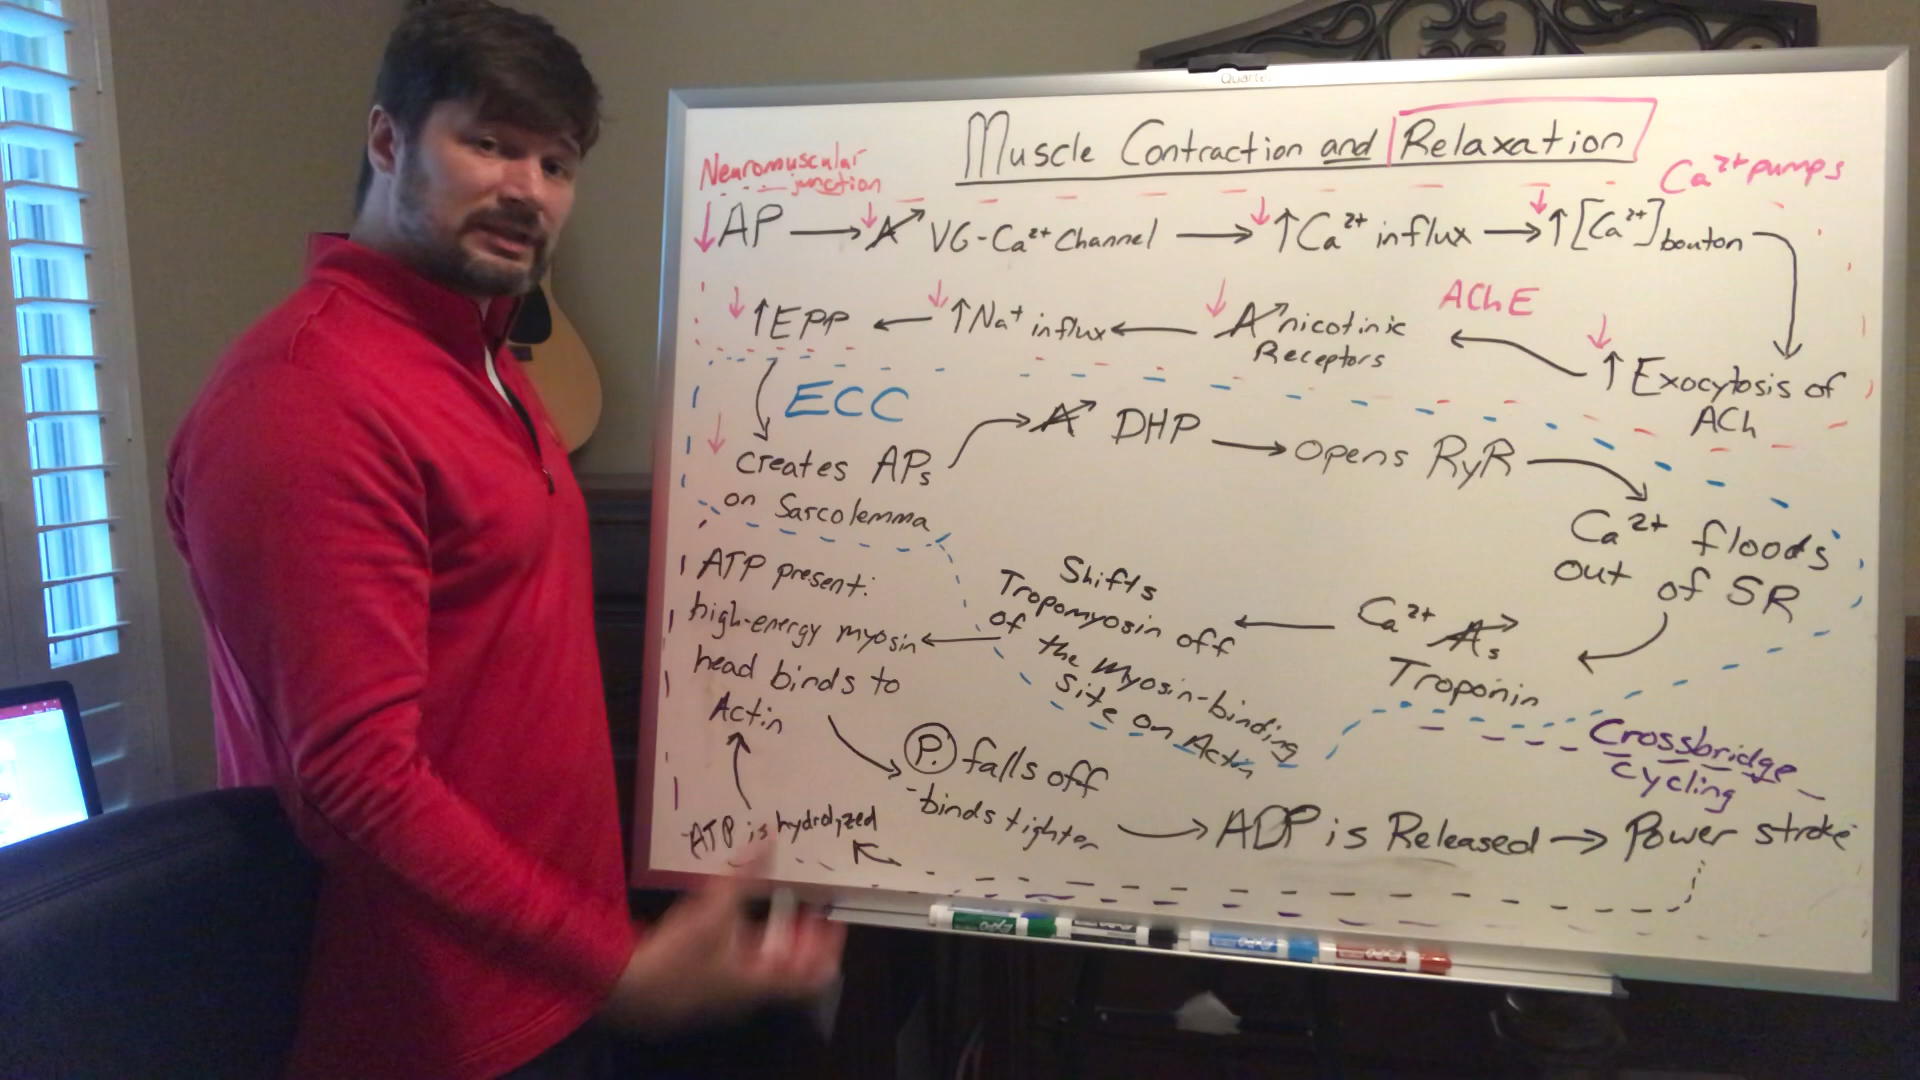 Quartet
Muscle Contraction and Relaxation
Neuromuscular
junction
Ca²⁺ pumps
↓ AP → ↓ A↗ VG-Ca²⁺ Channel → ↓ ↑ Ca²⁺ influx → ↓ ↑ [Ca²⁺] bouton
AChE
↓ ↑ Exocytosis of
ACh
↓ A↗ nicotinic
Receptors
↓ ↑ Na⁺ influx
↓ ↑ EPP
ECC
↓ creates APs
on Sarcolemma
A↗ DHP → opens RyR
Ca²⁺ floods
out of SR
Ca²⁺ A↗s
Troponin
Shifts
Tropomyosin off
of the myosin-binding
site on Actin
ATP present:
high-energy myosin
head binds to
Actin
Pi falls off
-binds tighter
ADP is Released → Power stroke
ATP is hydrolyzed
Crossbridge
Cycling